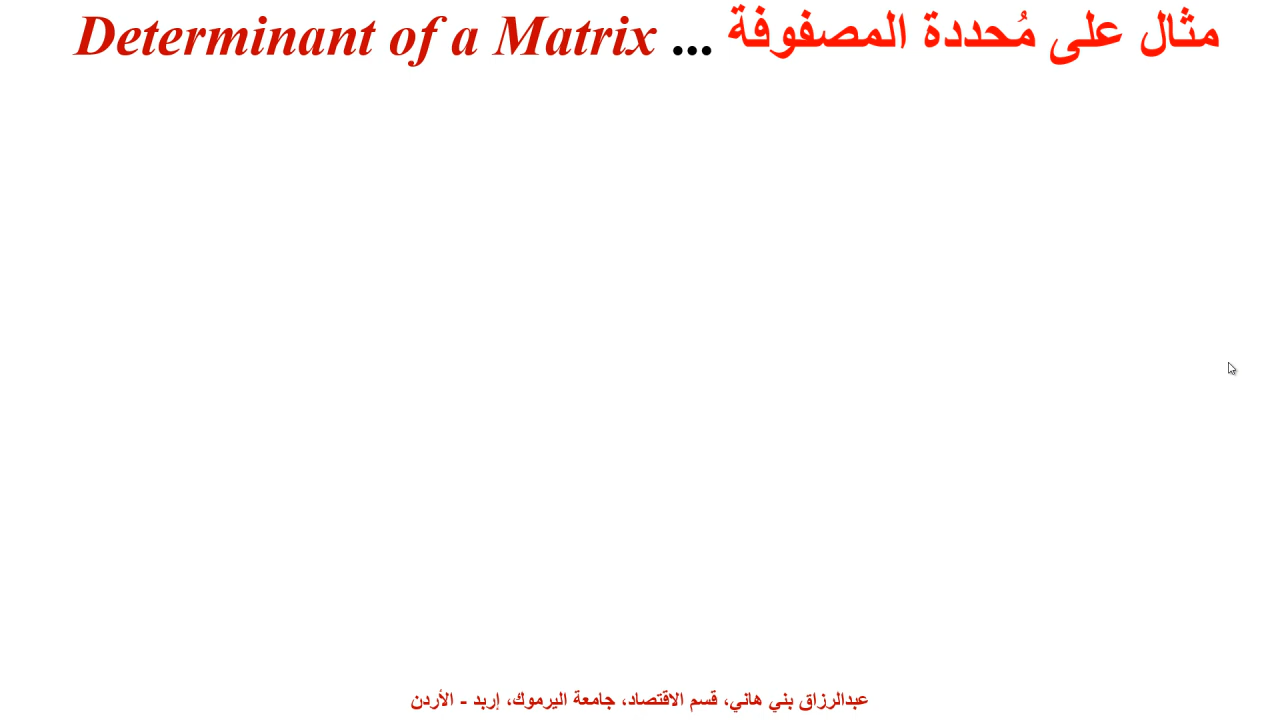 مثال على مُحددة المصفوفة ... Determinant of a Matrix
عبدالرزاق بني هاني، قسم الاقتصاد، جامعة اليرموك، إربد - الأردن